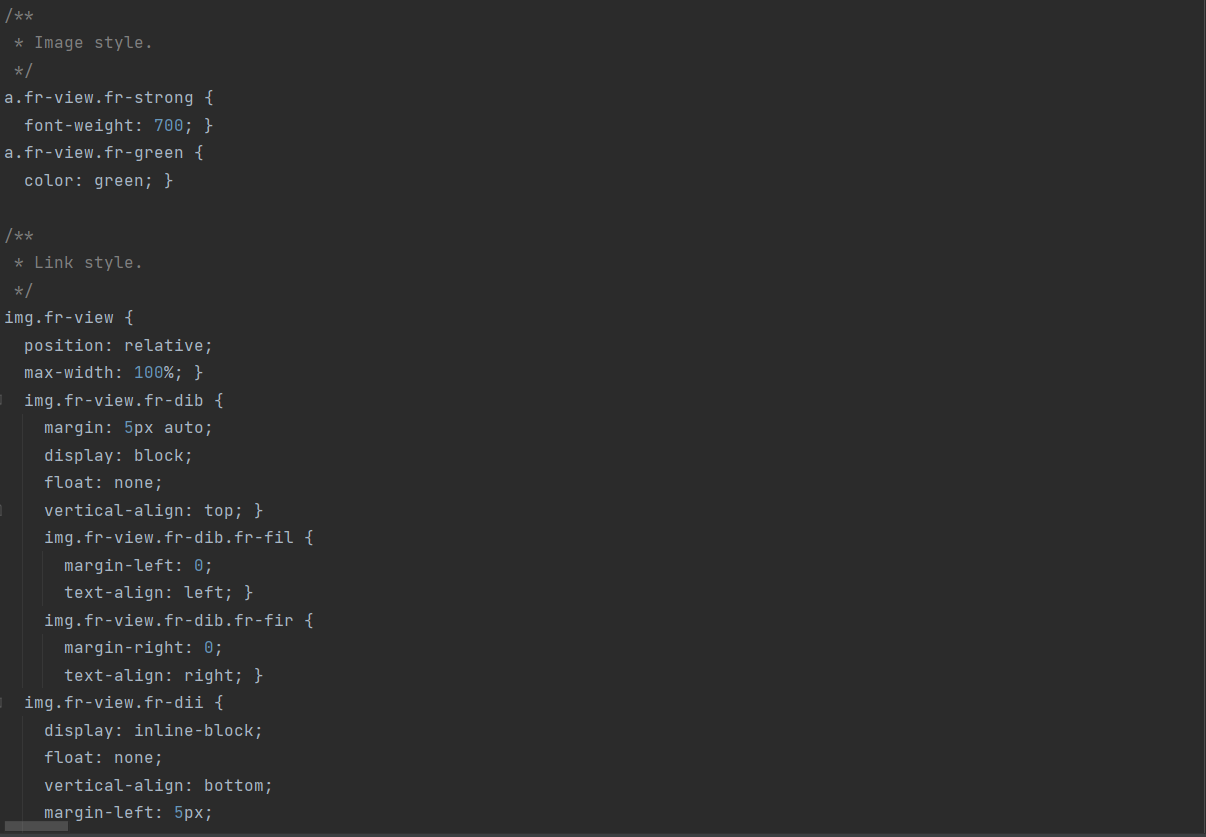 /**
 * Image style.
 */
a.fr-view.fr-strong {
  font-weight: 700; }
a.fr-view.fr-green {
  color: green; }

/**
 * Link style.
 */
img.fr-view {
  position: relative;
  max-width: 100%; }
  img.fr-view.fr-dib {
    margin: 5px auto;
    display: block;
    float: none;
    vertical-align: top; }
    img.fr-view.fr-dib.fr-fil {
      margin-left: 0;
      text-align: left; }
    img.fr-view.fr-dib.fr-fir {
      margin-right: 0;
      text-align: right; }
  img.fr-view.fr-dii {
    display: inline-block;
    float: none;
    vertical-align: bottom;
    margin-left: 5px;